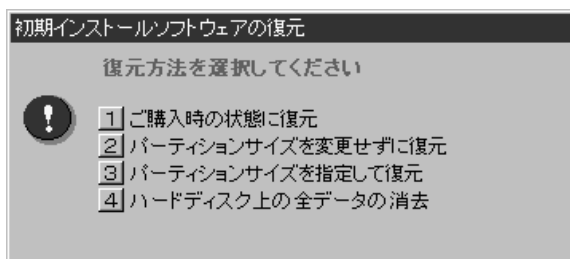 初期インストールソフトウェアの復元
復元方法を選択してください
!
1 ご購入時の状態に復元
2 パーティションサイズを変更せずに復元
3 パーティションサイズを指定して復元
4 ハードディスク上の全データの消去